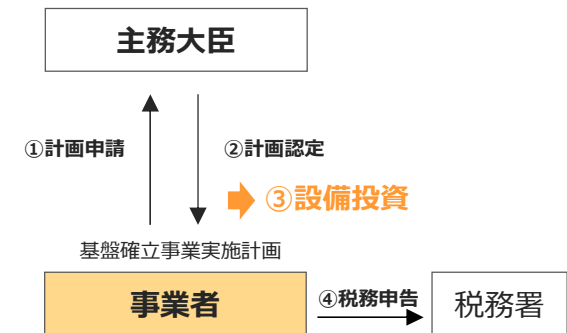 主務大臣
①計画申請
②計画認定
③設備投資
基盤確立事業実施計画
事業者
④税務申告
税務署